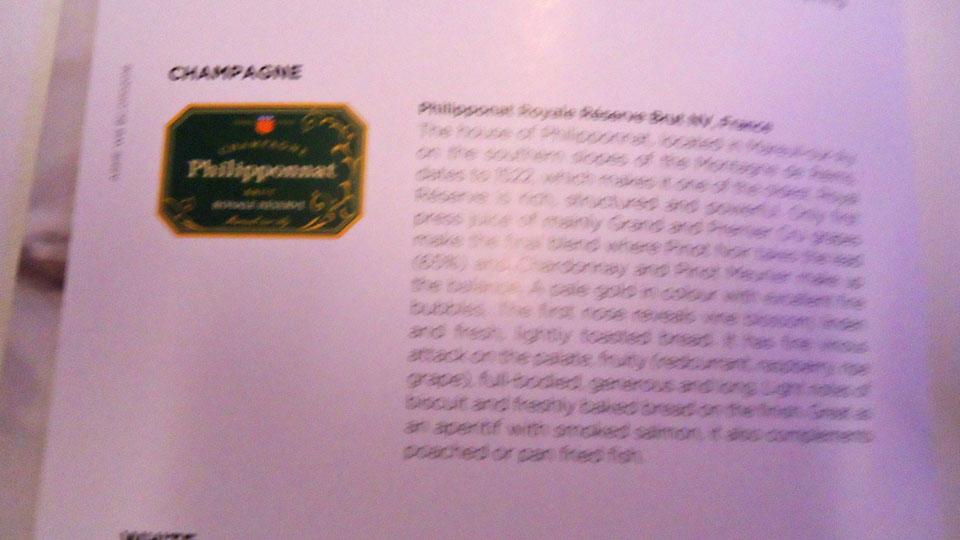 CHAMPAGNE
CHAMPAGNE
Philipponnat
ROYALE RÉSERVE
Philipponat Royale Réserve Brut NV, France
The house of Philipponnat, located in Mareuil-sur-Ay
on the southern slopes of the Montagne de Reims,
dates to 1522, which makes it one of the oldest. Royal
Réserve is rich, structured and powerful. Only first
press juice of mainly Grand and Premier Cru grapes
make the final blend where Pinot Noir takes the lead
(65%) and Chardonnay and Pinot Meunier make up
the balance. A pale gold in colour with excellent fine
bubbles. The first nose reveals vine blossom, linden
and fresh, lightly toasted bread. It has fine vinous
attack on the palate, fruity (redcurrant, raspberry, ripe
grape), full-bodied, generous and long. Light notes of
biscuit and freshly baked bread on the finish. Great as
an aperitif with smoked salmon, it also complements
poached or pan fried fish.
WHITE